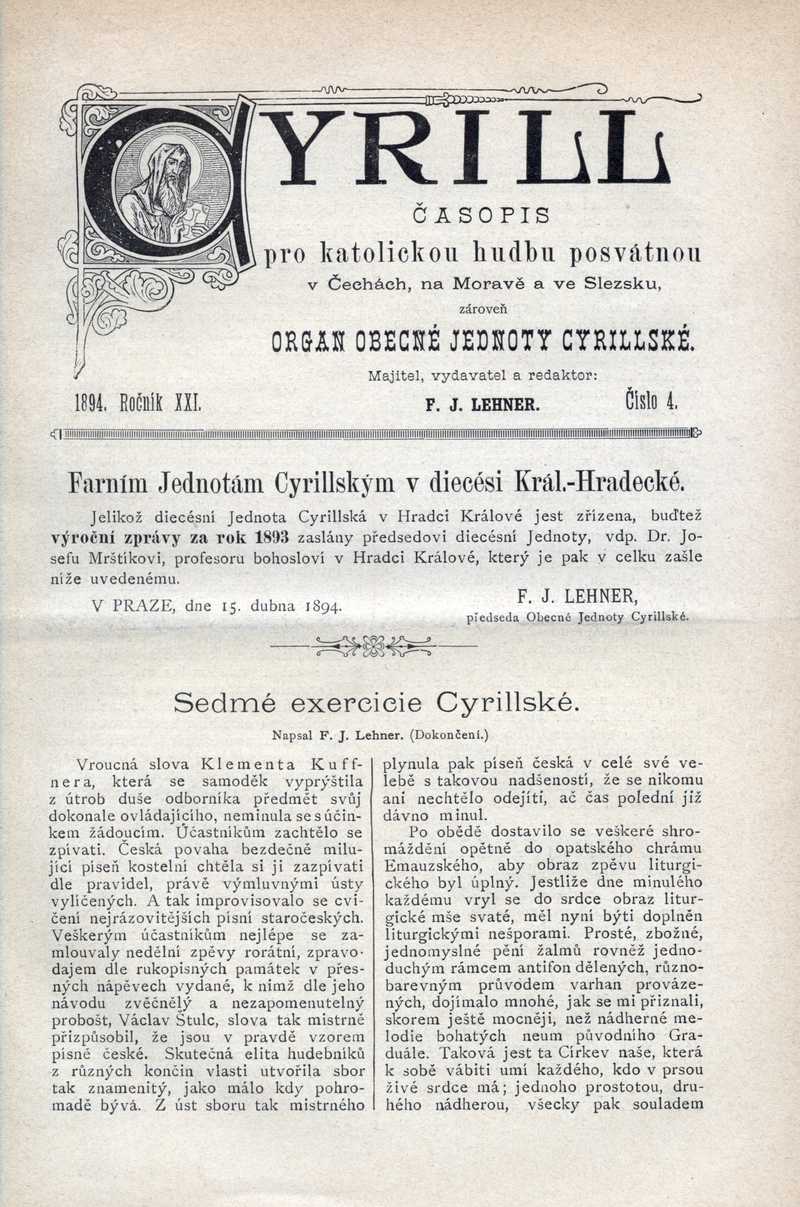 CYRILL
ČASOPIS
pro katolickou hudbu posvátnou
v Čechách, na Moravě a ve Slezsku,
zároveň
ORGAN OBECNÉ JEDNOTY CYRILLSKÉ.
Majitel, vydavatel a redaktor:
1894. Ročník XXI. F. J. LEHNER. Číslo 4.
Farním Jednotám Cyrillským v diecési Král.-Hradecké.
Jelikož diecésní Jednota Cyrillská v Hradci Králové jest zřízena, buďtež
výroční zprávy za rok 1893 zaslány předsedovi diecésní Jednoty, vdp. Dr. Jo-
sefu Mrštíkovi, profesoru bohosloví v Hradci Králové, který je pak v celku zašle
níže uvedenému.
V PRAZE, dne 15. dubna 1894.
F. J. LEHNER,
předseda Obecné Jednoty Cyrillské.
Sedmé exercicie Cyrillské.
Napsal F. J. Lehner. (Dokončení.)
Vroucná slova Klementa Kuff-
nera, která se samoděk vyprýštila
z útrob duše odborníka předmět svůj
dokonale ovládajícího, neminula se s účin-
kem žádoucím. Účastníkům zachtělo se
zpívati. Česká povaha bezdečně milu-
jící píseň kostelní chtěla si ji zazpívati
dle pravidel, právě výmluvnými ústy
vylíčených. A tak improvisovalo se cvi-
čení nejrázovitějších písní staročeských.
Veškerým účastníkům nejlépe se za-
mlouvaly nedělní zpěvy rorátní, zpravo-
dajem dle rukopisných památek v přes-
ných nápěvech vydané, k nimž dle jeho
návodu zvěčnělý a nezapomenutelný
probošt, Václav Štulc, slova tak mistrně
přizpůsobil, že jsou v pravdě vzorem
písně české. Skutečná elita hudebníků
z různých končin vlasti utvořila sbor
tak znamenitý, jako málo kdy pohro-
madě bývá. Z úst sboru tak mistrného
plynula pak píseň česká v celé své ve-
lebě s takovou nadšeností, že se nikomu
ani nechtělo odejíti, ač čas polední již
dávno minul.
Po obědě dostavilo se veškeré shro-
máždění opětně do opatského chrámu
Emauzského, aby obraz zpěvu liturgi-
ckého byl úplný. Jestliže dne minulého
každému vryl se do srdce obraz litur-
gické mše svaté, měl nyní býti doplněn
liturgickými nešporami. Prosté, zbožné,
jednomyslné pění žalmů rovněž jedno-
duchým rámcem antifon dělených, různo-
barevným průvodem varhan prováze-
ných, dojímalo mnohé, jak se mi přiznali,
skorem ještě mocněji, než nádherné me-
lodie bohatých neum původního Gra-
duále. Taková jest ta Církev naše, která
k sobě vábiti umí každého, kdo v prsou
živé srdce má; jednoho prostotou, dru-
hého nádherou, všecky pak souladem